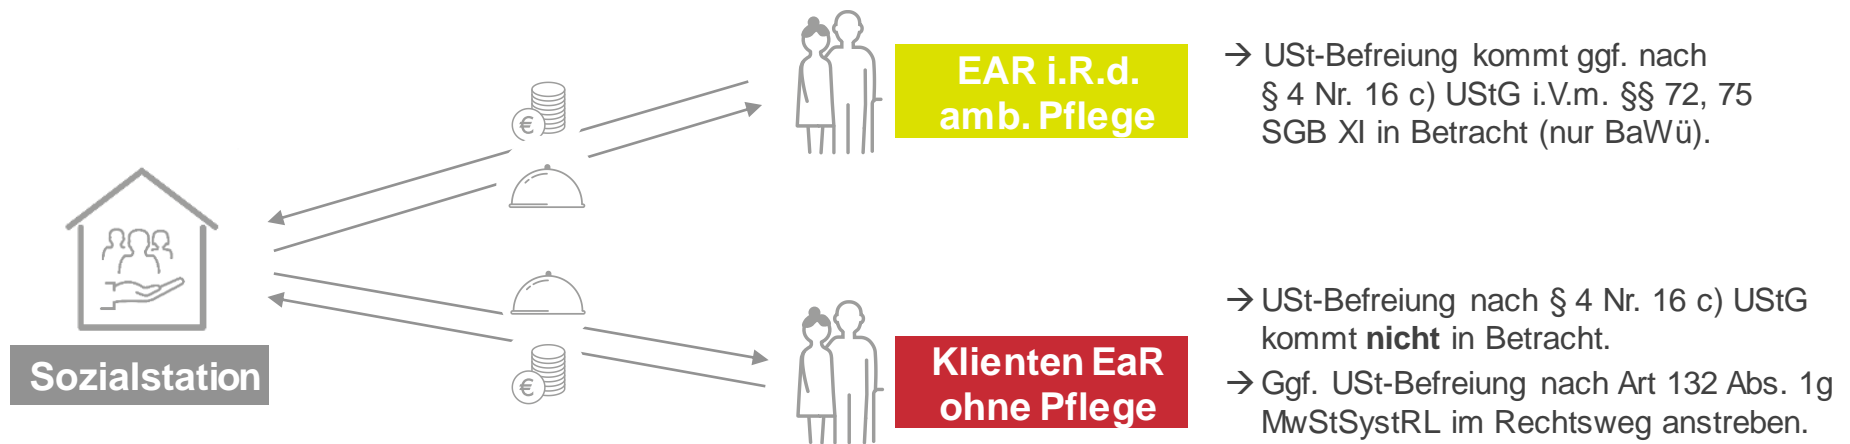 EAR i.R.d.
amb. Pflege
→ USt-Befreiung kommt ggf. nach
§ 4 Nr. 16 c) UStG i.V.m. §§ 72, 75
SGB XI in Betracht (nur BaWü).
€
Sozialstation
€
Klienten EaR
ohne Pflege
→ USt-Befreiung nach § 4 Nr. 16 c) UStG
kommt nicht in Betracht.
→ Ggf. USt-Befreiung nach Art 132 Abs. 1g
MwStSystRL im Rechtsweg anstreben.